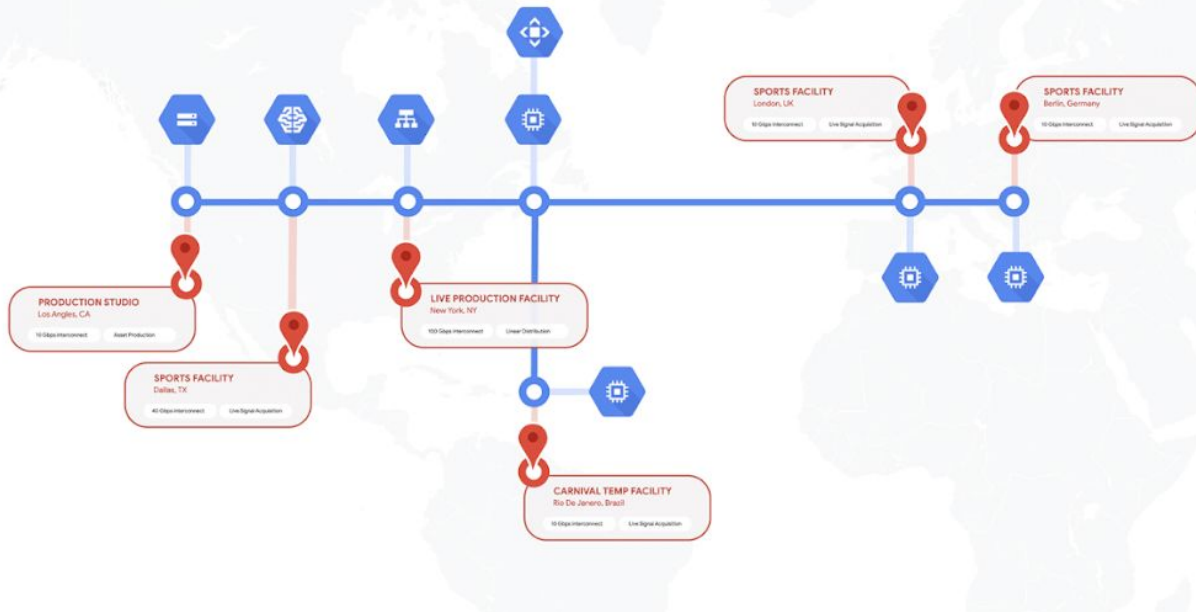 SPORTS FACILITY
London, UK
10 Gbps Interconnect
Live Signal Acquisition
SPORTS FACILITY
Berlin, Germany
10 Gbps Interconnect
Live Signal Acquisition
PRODUCTION STUDIO
Los Angles, CA
10 Gbps Interconnect
Asset Production
LIVE PRODUCTION FACILITY
New York, NY
100 Gbps Interconnect
Linear Distribution
SPORTS FACILITY
Dallas, TX
40 Gbps Interconnect
Live Signal Acquisition
CARNIVAL TEMP FACILITY
Rio De Janero, Brazil
10 Gbps Interconnect
Live Signal Acquisition